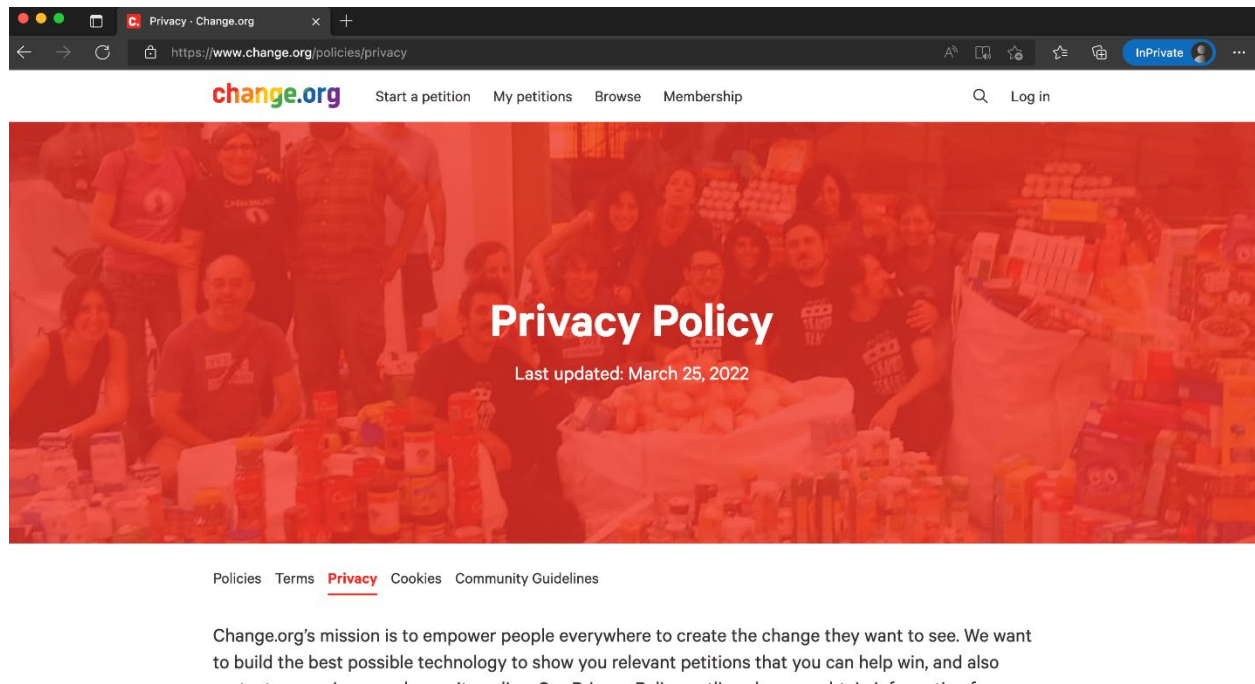 Privacy · Change.org
https://www.change.org/policies/privacy
InPrivate
change.org Start a petition My petitions Browse Membership Log in
Privacy Policy
Last updated: March 25, 2022
Policies Terms Privacy Cookies Community Guidelines
Change.org’s mission is to empower people everywhere to create the change they want to see. We want
to build the best possible technology to show you relevant petitions that you can help win, and also